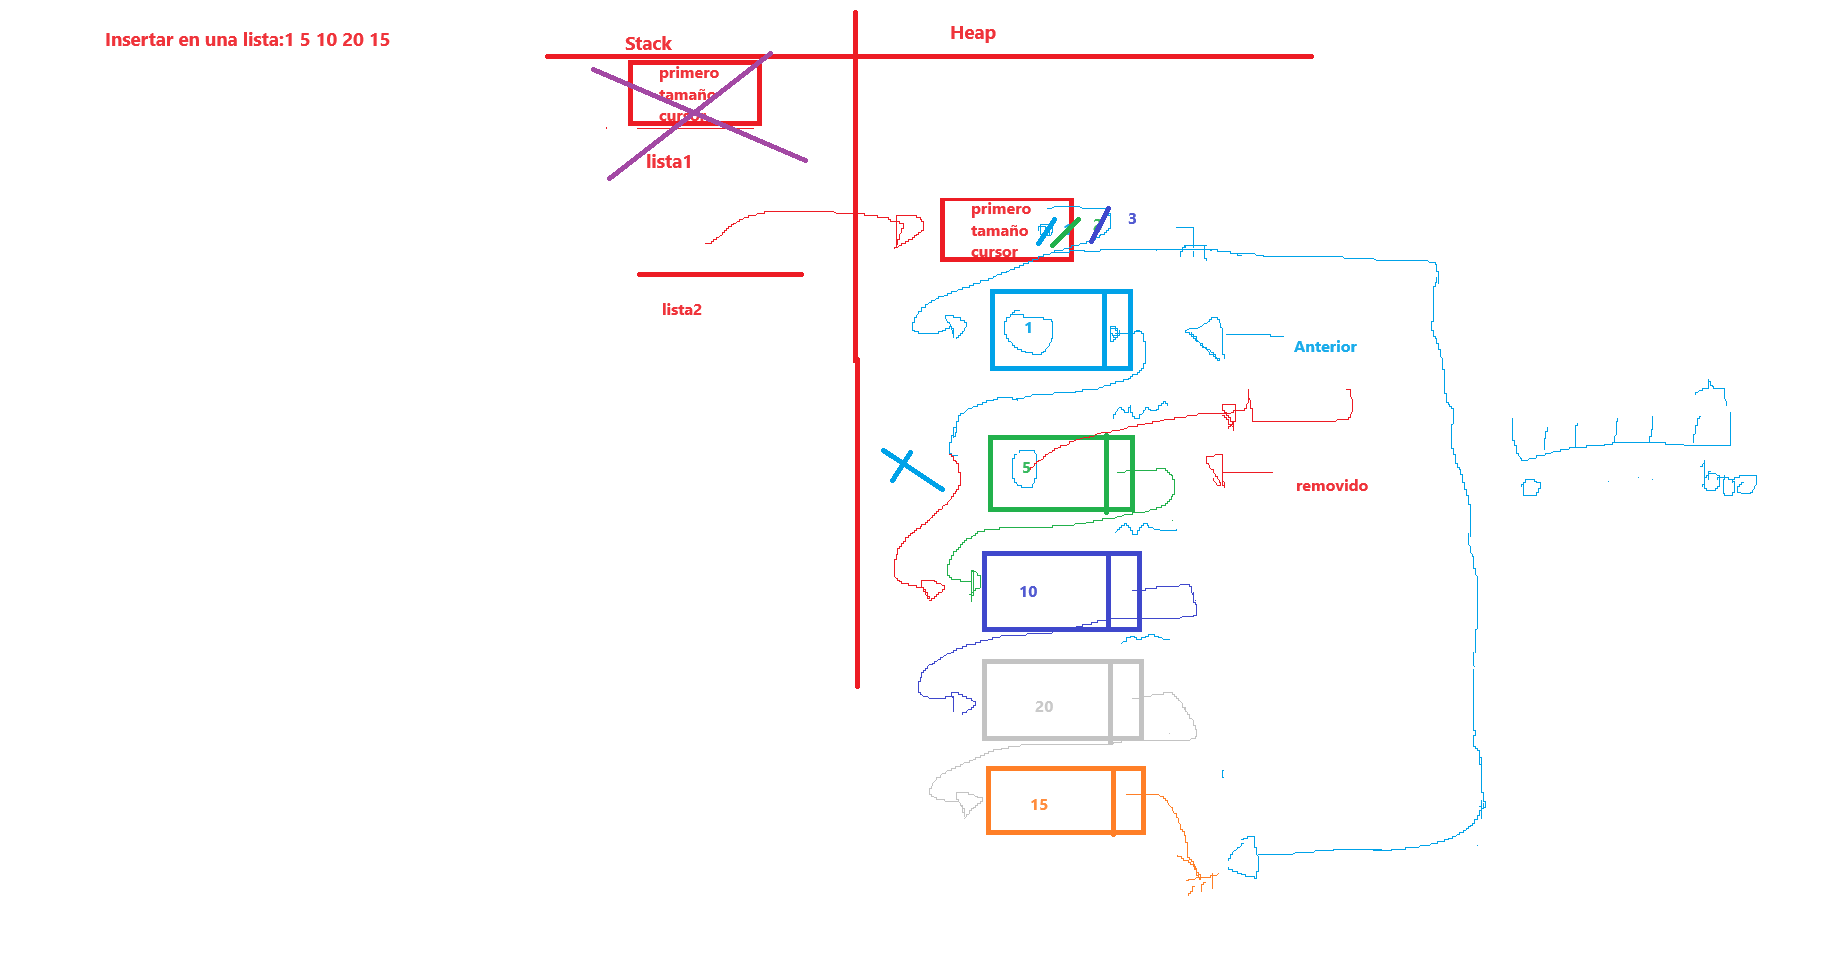 Insertar en una lista:1 5 10 20 15
Stack
Heap
primero
tamaño
cursor
lista1
primero
tamaño
cursor
3
lista2
1
Anterior
5
removido
10
20
15